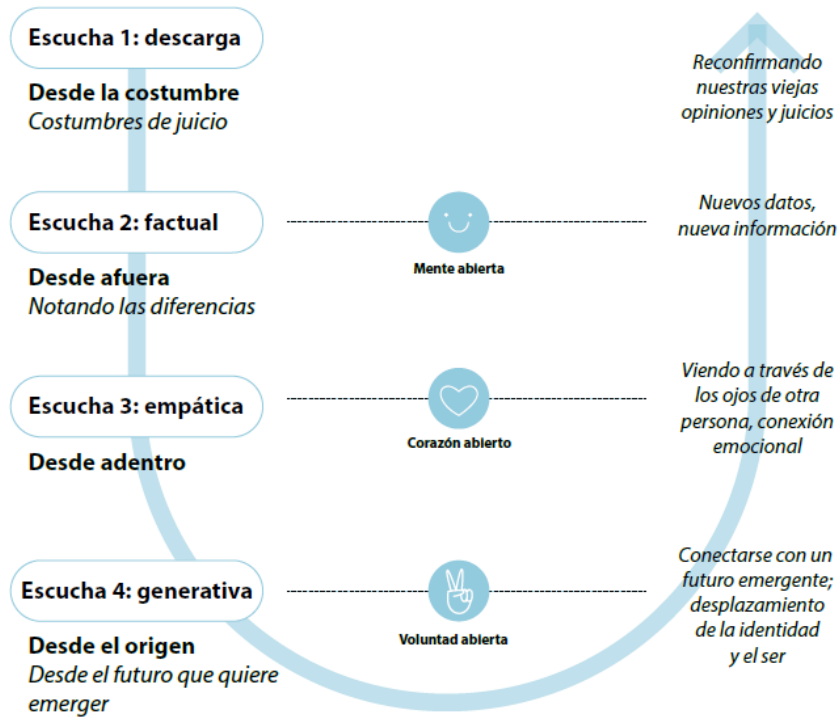 Escucha 1: descarga
Desde la costumbre
Costumbres de juicio
Reconfirmando
nuestras viejas
opiniones y juicios
Escucha 2: factual
Desde afuera
Notando las diferencias
Mente abierta
Nuevos datos,
nueva información
Escucha 3: empática
Desde adentro
Corazón abierto
Viendo a través de
los ojos de otra
persona, conexión
emocional
Escucha 4: generativa
Desde el origen
Desde el futuro que quiere
emerger
Voluntad abierta
Conectarse con un
futuro emergente;
desplazamiento
de la identidad
y el ser